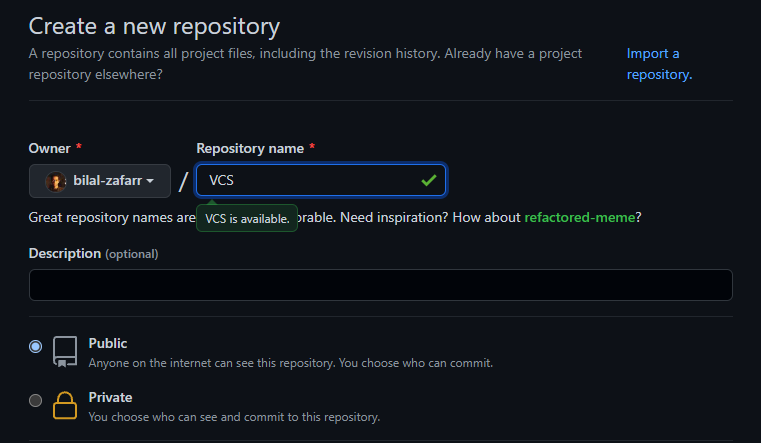 Create a new repository
A repository contains all project files, including the revision history. Already have a project
repository elsewhere?
Import a
repository.
Owner *
Repository name *
bilal-zafarr
/
VCS
Great repository names are orable. Need inspiration? How about refactored-meme?
VCS is available.
Description (optional)
Public
Anyone on the internet can see this repository. You choose who can commit.
Private
You choose who can see and commit to this repository.